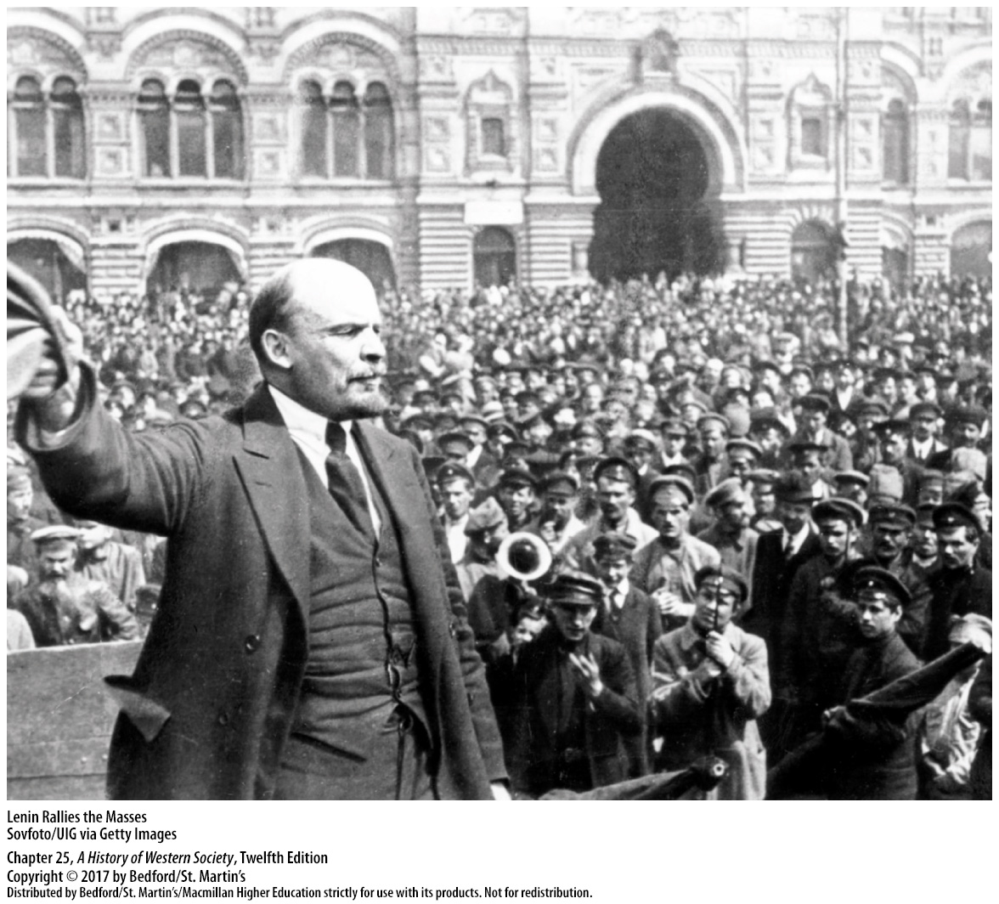 Lenin Rallies the Masses
Sovfoto/UIG via Getty Images
Chapter 25, A History of Western Society, Twelfth Edition
Copyright © 2017 by Bedford/St. Martin's
Distributed by Bedford/St. Martin's/Macmillan Higher Education strictly for use with its products. Not for redistribution.